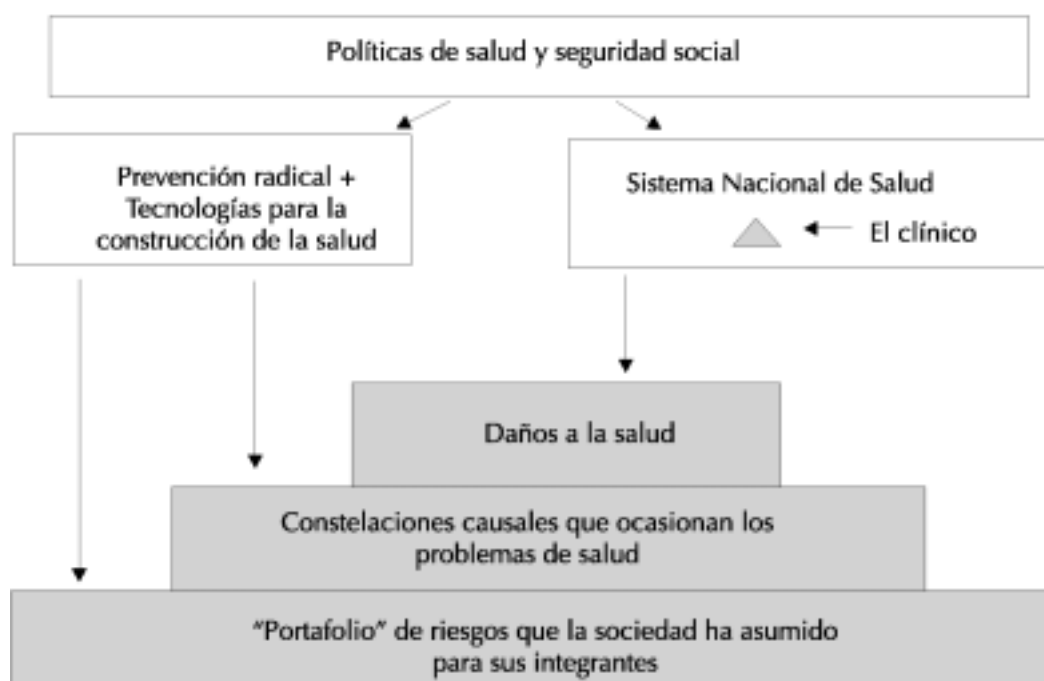 Políticas de salud y seguridad social
Prevención radical +
Tecnologías para la
construcción de la salud
Sistema Nacional de Salud
El clínico
Daños a la salud
Constelaciones causales que ocasionan los
problemas de salud
“Portafolio” de riesgos que la sociedad ha asumido
para sus integrantes